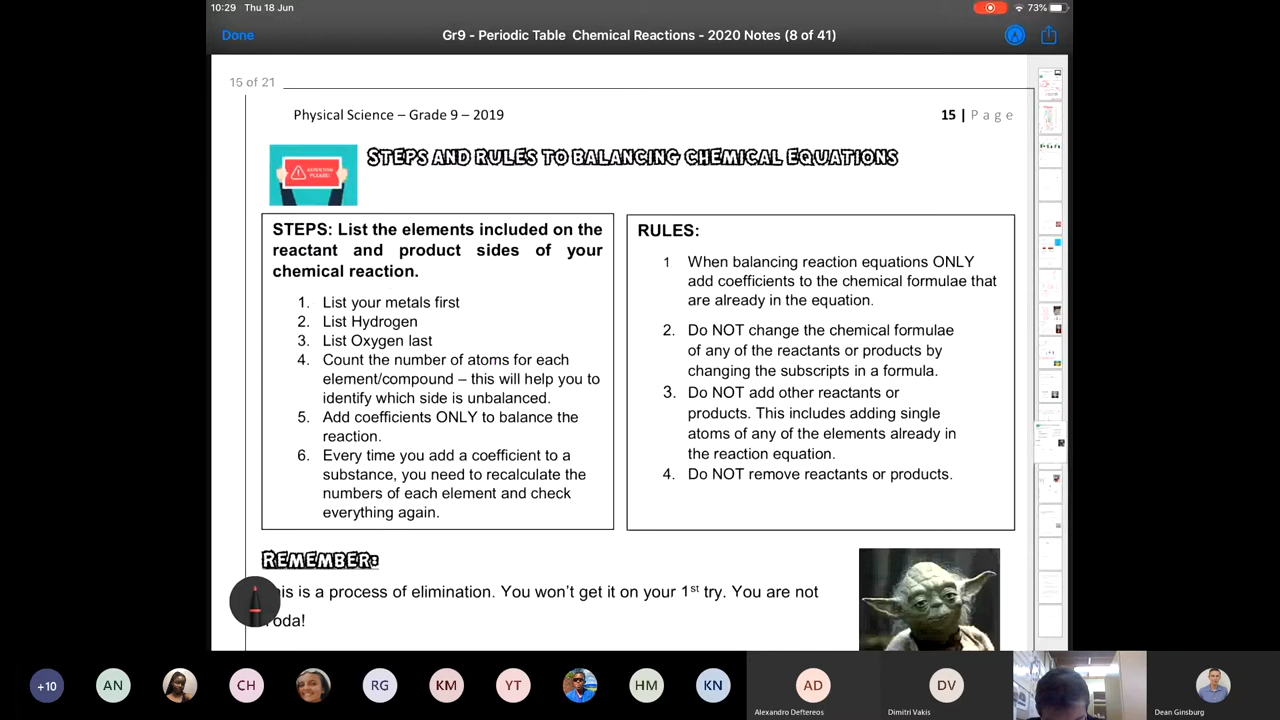 10:29 Thu 18 Jun
73%
Done
Gr9 - Periodic Table Chemical Reactions - 2020 Notes (8 of 41)
15 of 21
Physical Science – Grade 9 – 2019
15 | Page
STEPS AND RULES TO BALANCING CHEMICAL EQUATIONS
STEPS: List the elements included on the
reactant and product sides of your
chemical reaction.
1. List your metals first
2. List Hydrogen
3. List Oxygen last
4. Count the number of atoms for each
element/compound – this will help you to
identify which side is unbalanced.
5. Add coefficients ONLY to balance the
reaction.
6. Every time you add a coefficient to a
substance, you need to recalculate the
numbers of each element and check
everything again.
RULES:
1 When balancing reaction equations ONLY
add coefficients to the chemical formulae that
are already in the equation.
2. Do NOT change the chemical formulae
of any of the reactants or products by
changing the subscripts in a formula.
3. Do NOT add other reactants or
products. This includes adding single
atoms of any of the elements already in
the reaction equation.
4. Do NOT remove reactants or products.
REMEMBER:
is is a process of elimination. You won't get it on your 1st try. You are not
oda!
+10
AN
CH
RG
KM
YT
HM
KN
AD
DV
Alexandro Deftereos
Dimitri Vakis
Dean Ginsburg